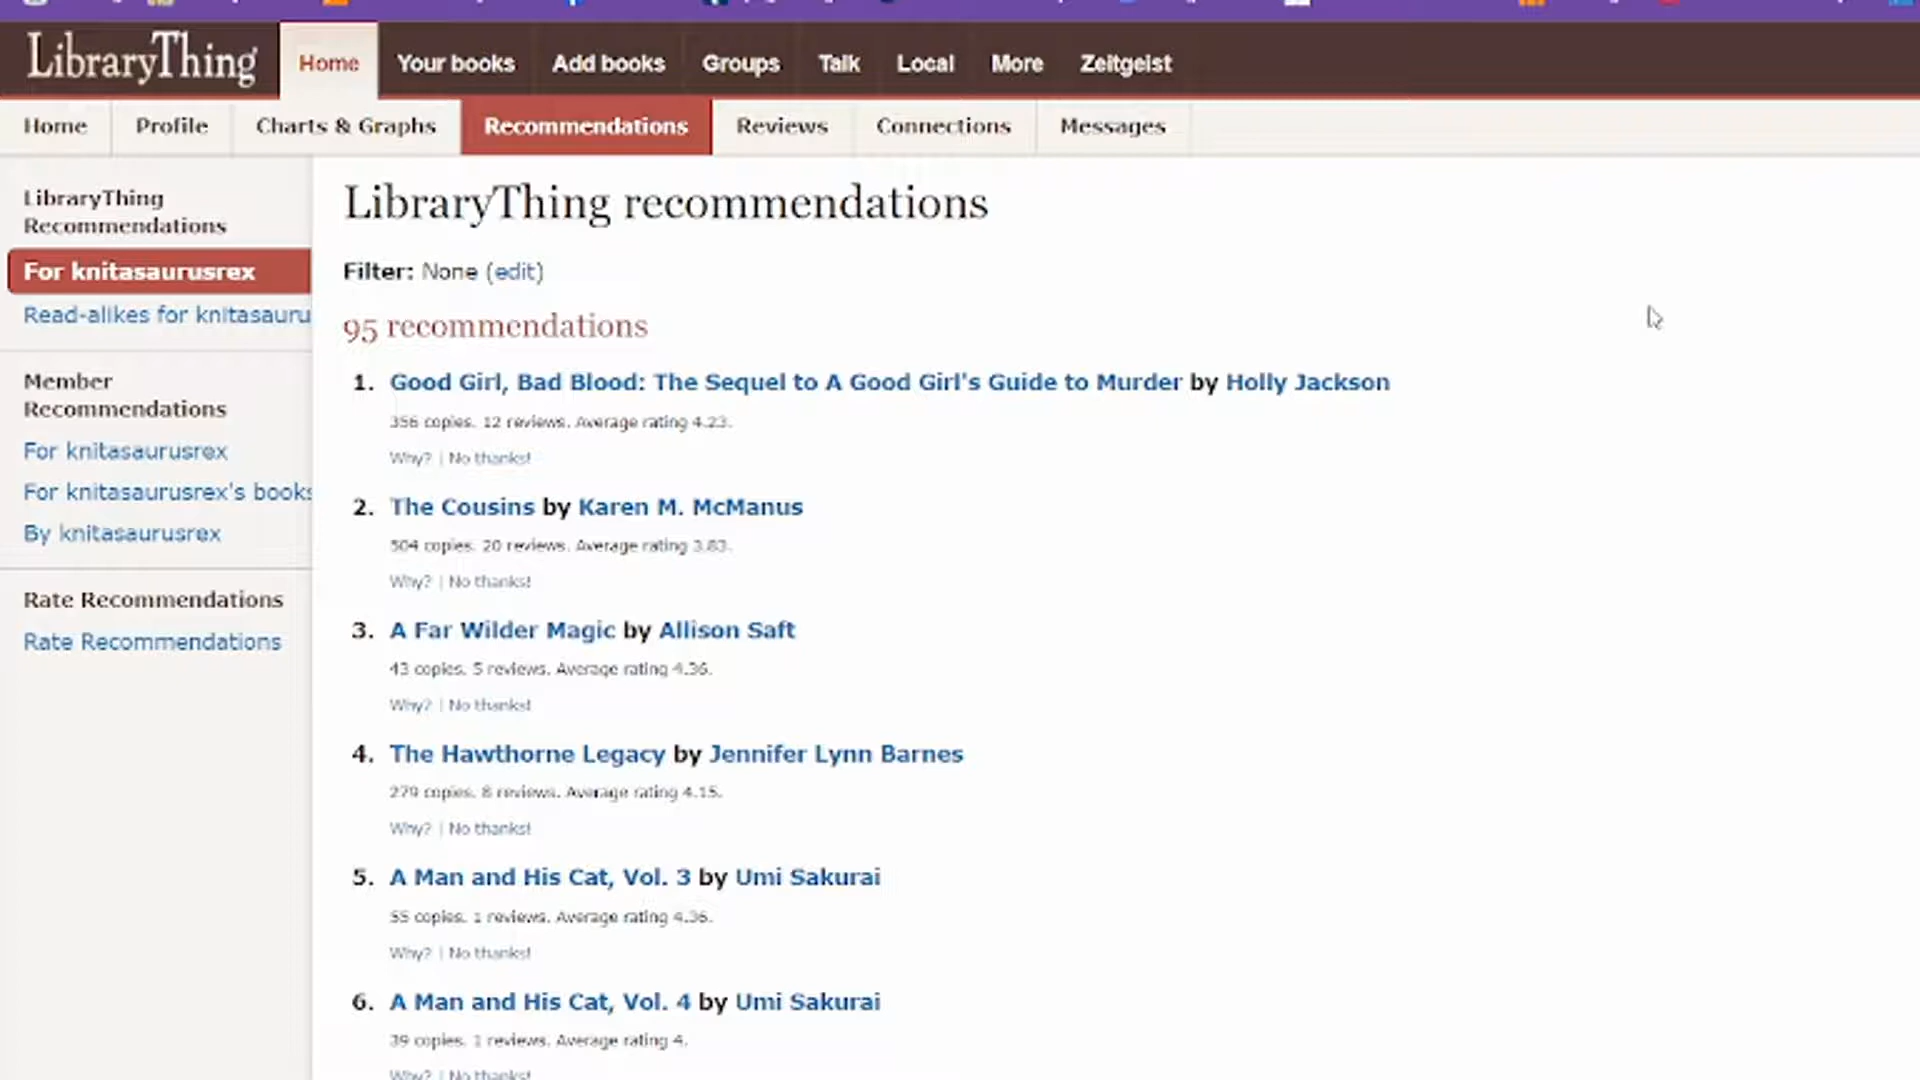 LibraryThing
Home Your books Add books Groups Talk Local More Zeitgeist
Home Profile Charts & Graphs Recommendations Reviews Connections Messages
LibraryThing
Recommendations
For knitasaurusrex
Read-alikes for knitasauru
Member
Recommendations
For knitasaurusrex
For knitasaurusrex's books
By knitasaurusrex
Rate Recommendations
Rate Recommendations
LibraryThing recommendations
Filter: None (edit)
95 recommendations
1. Good Girl, Bad Blood: The Sequel to A Good Girl's Guide to Murder by Holly Jackson
356 copies. 12 reviews. Average rating 4.23.
Why? | No thanks!
2. The Cousins by Karen M. McManus
504 copies. 20 reviews. Average rating 3.83.
Why? | No thanks!
3. A Far Wilder Magic by Allison Saft
43 copies. 5 reviews. Average rating 4.36.
Why? | No thanks!
4. The Hawthorne Legacy by Jennifer Lynn Barnes
279 copies. 8 reviews. Average rating 4.15.
Why? | No thanks!
5. A Man and His Cat, Vol. 3 by Umi Sakurai
55 copies. 1 reviews. Average rating 4.36.
Why? | No thanks!
6. A Man and His Cat, Vol. 4 by Umi Sakurai
39 copies. 1 reviews. Average rating 4.
Why? | No thanks!